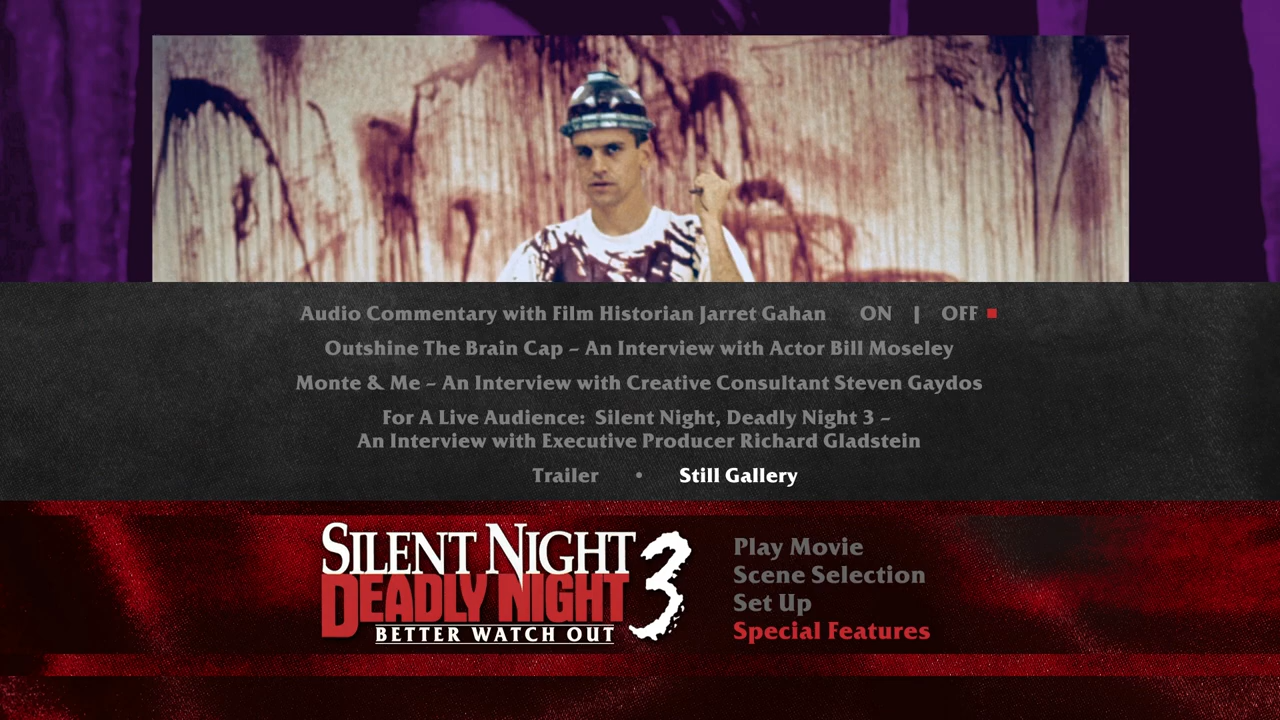 Audio Commentary with Film Historian Jarret Gahan ON | OFF
Outshine The Brain Cap – An Interview with Actor Bill Moseley
Monte & Me – An Interview with Creative Consultant Steven Gaydos
For A Live Audience: Silent Night, Deadly Night 3 –
An Interview with Executive Producer Richard Gladstein
Trailer • Still Gallery
SILENT NIGHT
DEADLY NIGHT 3
BETTER WATCH OUT
Play Movie
Scene Selection
Set Up
Special Features